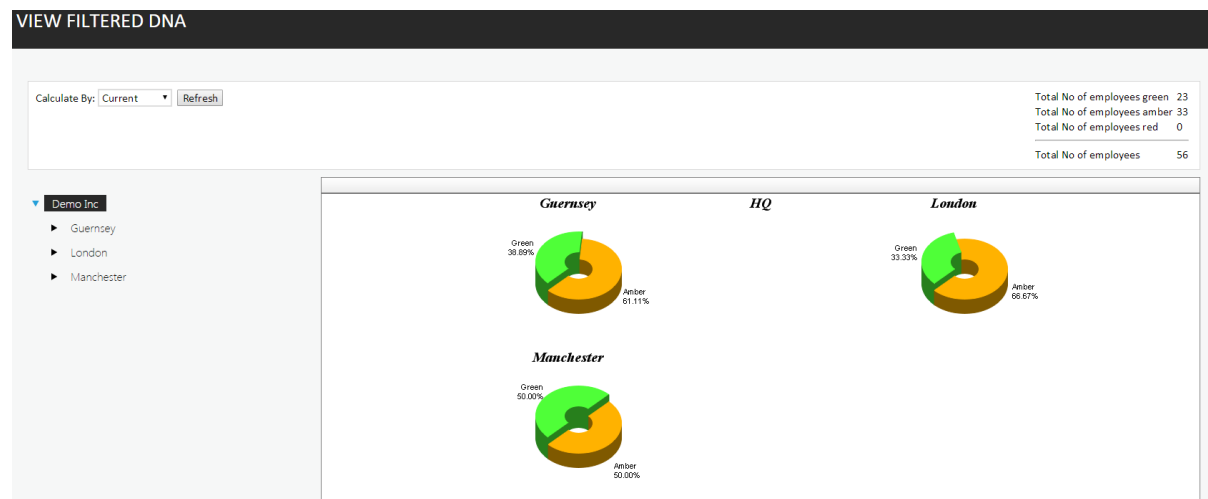 VIEW FILTERED DNA
Calculate By: Current Refresh
Total No of employees green 23
Total No of employees amber 33
Total No of employees red 0
Total No of employees 56
Demo Inc
Guernsey
London
Manchester
Guernsey HQ London
Green
38.89%
Amber
61.11%
Green
33.33%
Amber
66.67%
Manchester
Green
50.00%
Amber
50.00%